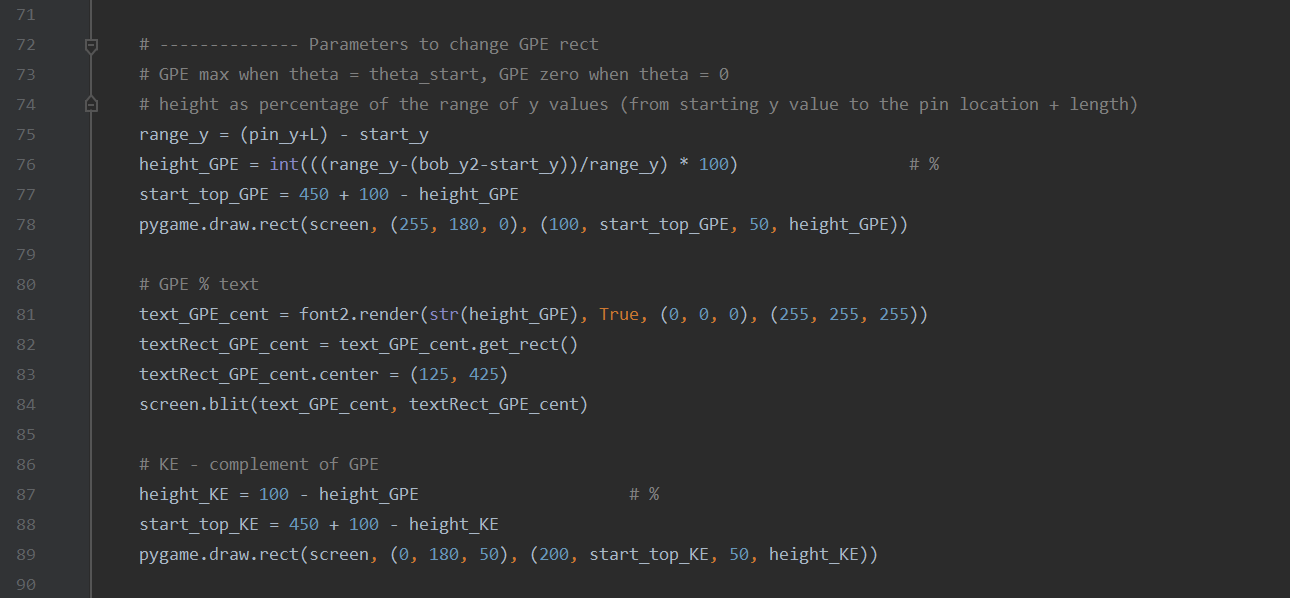 71
72 # -------------- Parameters to change GPE rect
73 # GPE max when theta = theta_start, GPE zero when theta = 0
74 # height as percentage of the range of y values (from starting y value to the pin location + length)
75 range_y = (pin_y+L) - start_y
76 height_GPE = int(((range_y-(bob_y2-start_y))/range_y) * 100) # %
77 start_top_GPE = 450 + 100 - height_GPE
78 pygame.draw.rect(screen, (255, 180, 0), (100, start_top_GPE, 50, height_GPE))
79
80 # GPE % text
81 text_GPE_cent = font2.render(str(height_GPE), True, (0, 0, 0), (255, 255, 255))
82 textRect_GPE_cent = text_GPE_cent.get_rect()
83 textRect_GPE_cent.center = (125, 425)
84 screen.blit(text_GPE_cent, textRect_GPE_cent)
85
86 # KE - complement of GPE
87 height_KE = 100 - height_GPE # %
88 start_top_KE = 450 + 100 - height_KE
89 pygame.draw.rect(screen, (0, 180, 50), (200, start_top_KE, 50, height_KE))
90